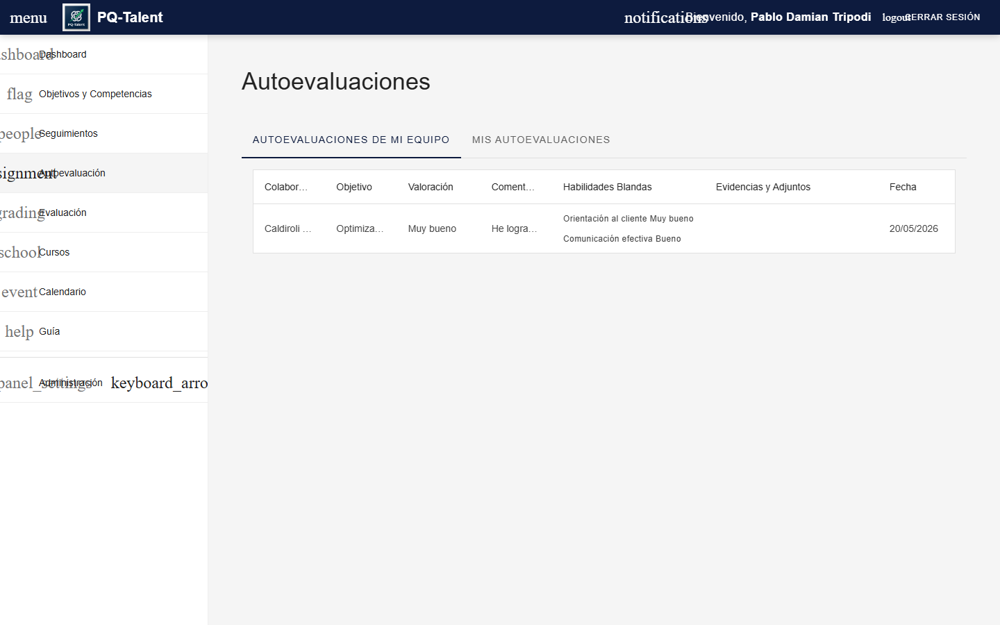 menu PQ-Talent notifications Bienvenido, Pablo Damian Tripodi logout CERRAR SESIÓN
shboard Dashboard
flag Objetivos y Competencias
people Seguimientos
signment Autoevaluación
grading Evaluación
school Cursos
event Calendario
help Guía
panel_settings Administración keyboard_arro
Autoevaluaciones
AUTOEVALUACIONES DE MI EQUIPO MIS AUTOEVALUACIONES
Colabor… Objetivo Valoración Coment… Habilidades Blandas Evidencias y Adjuntos Fecha
Caldiroli … Optimiza… Muy bueno He logra… Orientación al cliente Muy bueno 20/05/2026
Comunicación efectiva Bueno